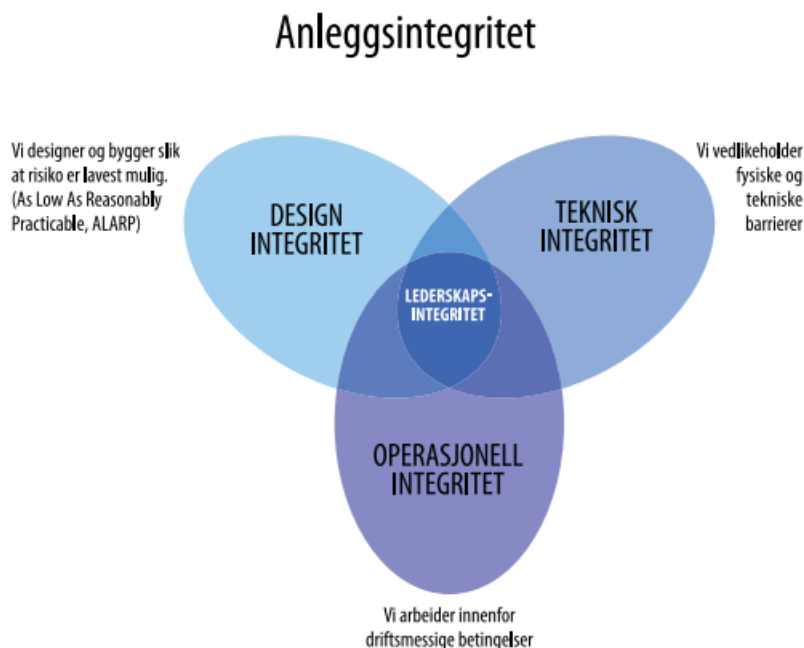 Anleggsintegritet
Vi designer og bygger slik
at risiko er lavest mulig.
(As Low As Reasonably
Practicable, ALARP)
DESIGN
INTEGRITET
TEKNISK
INTEGRITET
Vi vedlikeholder
fysiske og
tekniske
barrierer
LEDERSKAPS-
INTEGRITET
OPERASJONELL
INTEGRITET
Vi arbeider innenfor
driftsmessige betingelser